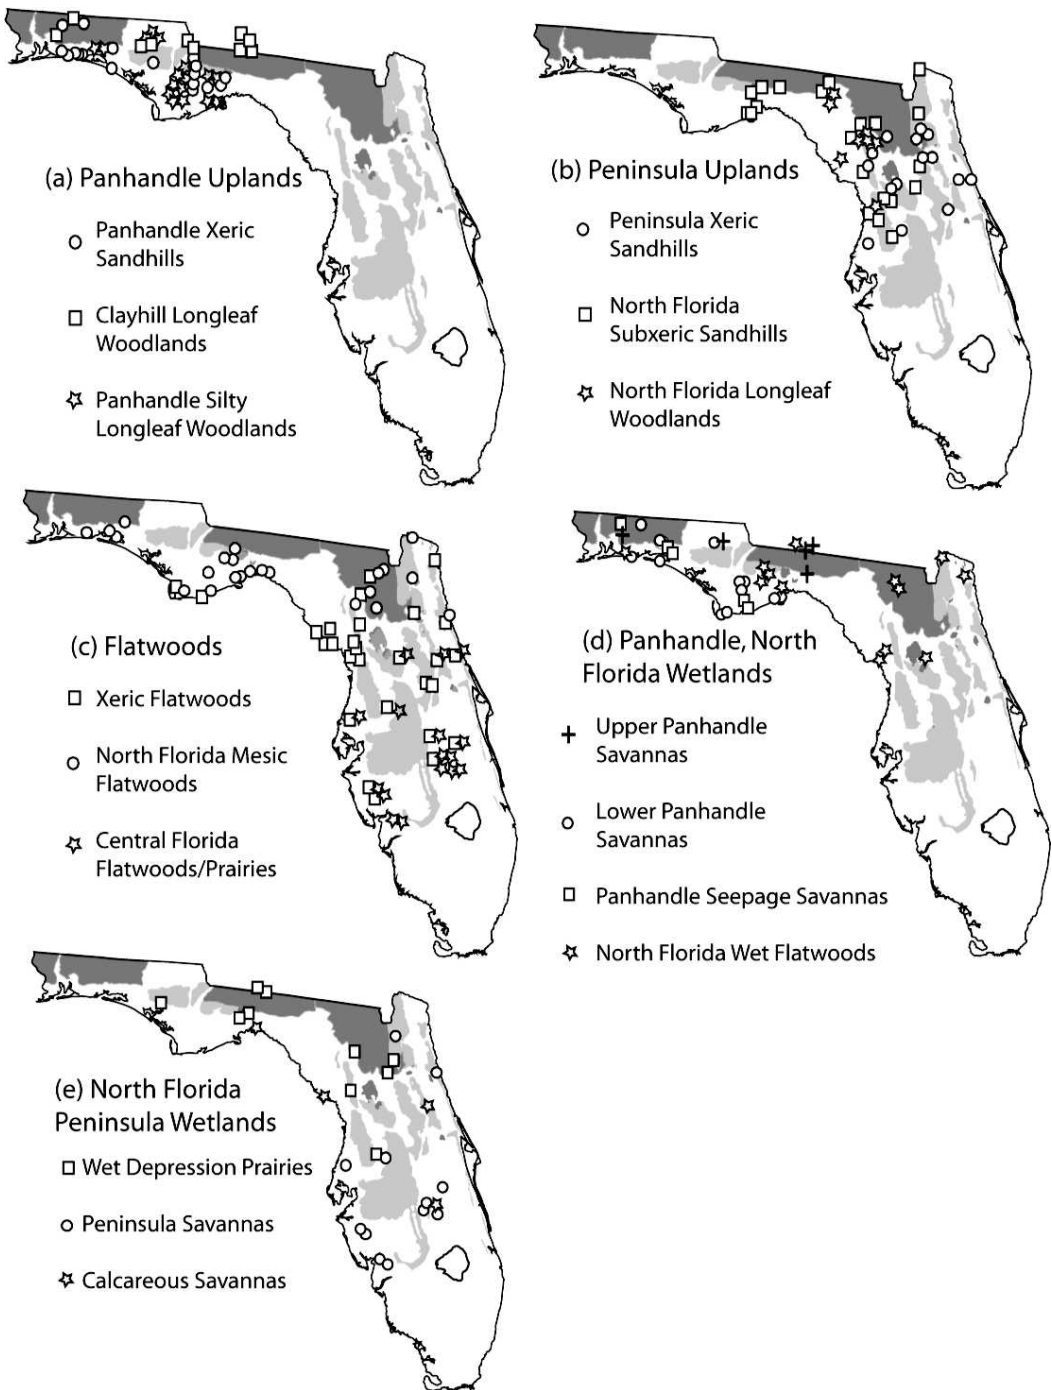 (a) Panhandle Uplands
Panhandle Xeric
Sandhills
Clayhill Longleaf
Woodlands
Panhandle Silty
Longleaf Woodlands
(b) Peninsula Uplands
Peninsula Xeric
Sandhills
North Florida
Subxeric Sandhills
North Florida Longleaf
Woodlands
(c) Flatwoods
Xeric Flatwoods
North Florida Mesic
Flatwoods
Central Florida
Flatwoods/Prairies
(d) Panhandle, North
Florida Wetlands
Upper Panhandle
Savannas
Lower Panhandle
Savannas
Panhandle Seepage Savannas
North Florida Wet Flatwoods
(e) North Florida
Peninsula Wetlands
Wet Depression Prairies
Peninsula Savannas
Calcareous Savannas